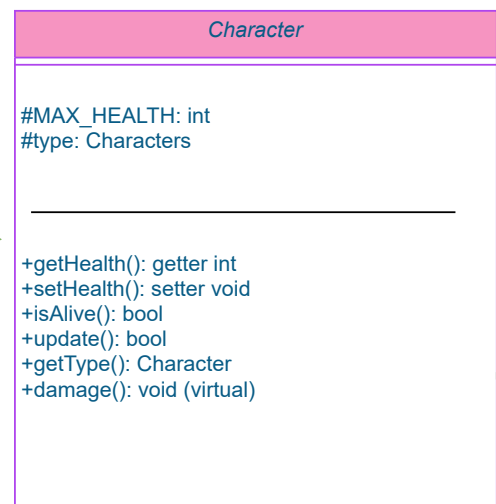 Character
#MAX_HEALTH: int
#type: Characters
+getHealth(): getter int
+setHealth(): setter void
+isAlive(): bool
+update(): bool
+getType(): Character
+damage(): void (virtual)